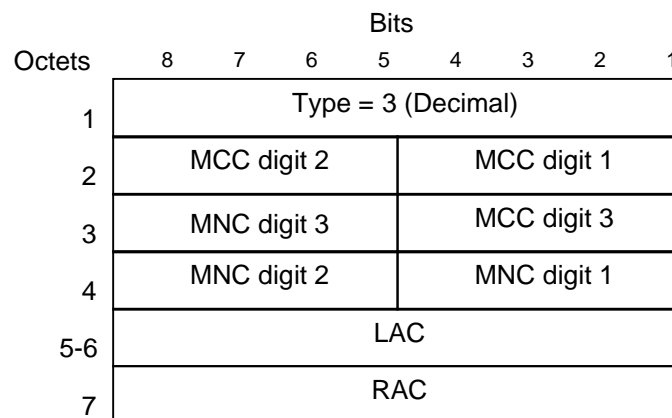 Bits
Octets 8 7 6 5 4 3 2 1
1 Type = 3 (Decimal)
2 MCC digit 2 MCC digit 1
3 MNC digit 3 MCC digit 3
4 MNC digit 2 MNC digit 1
5-6 LAC
7 RAC